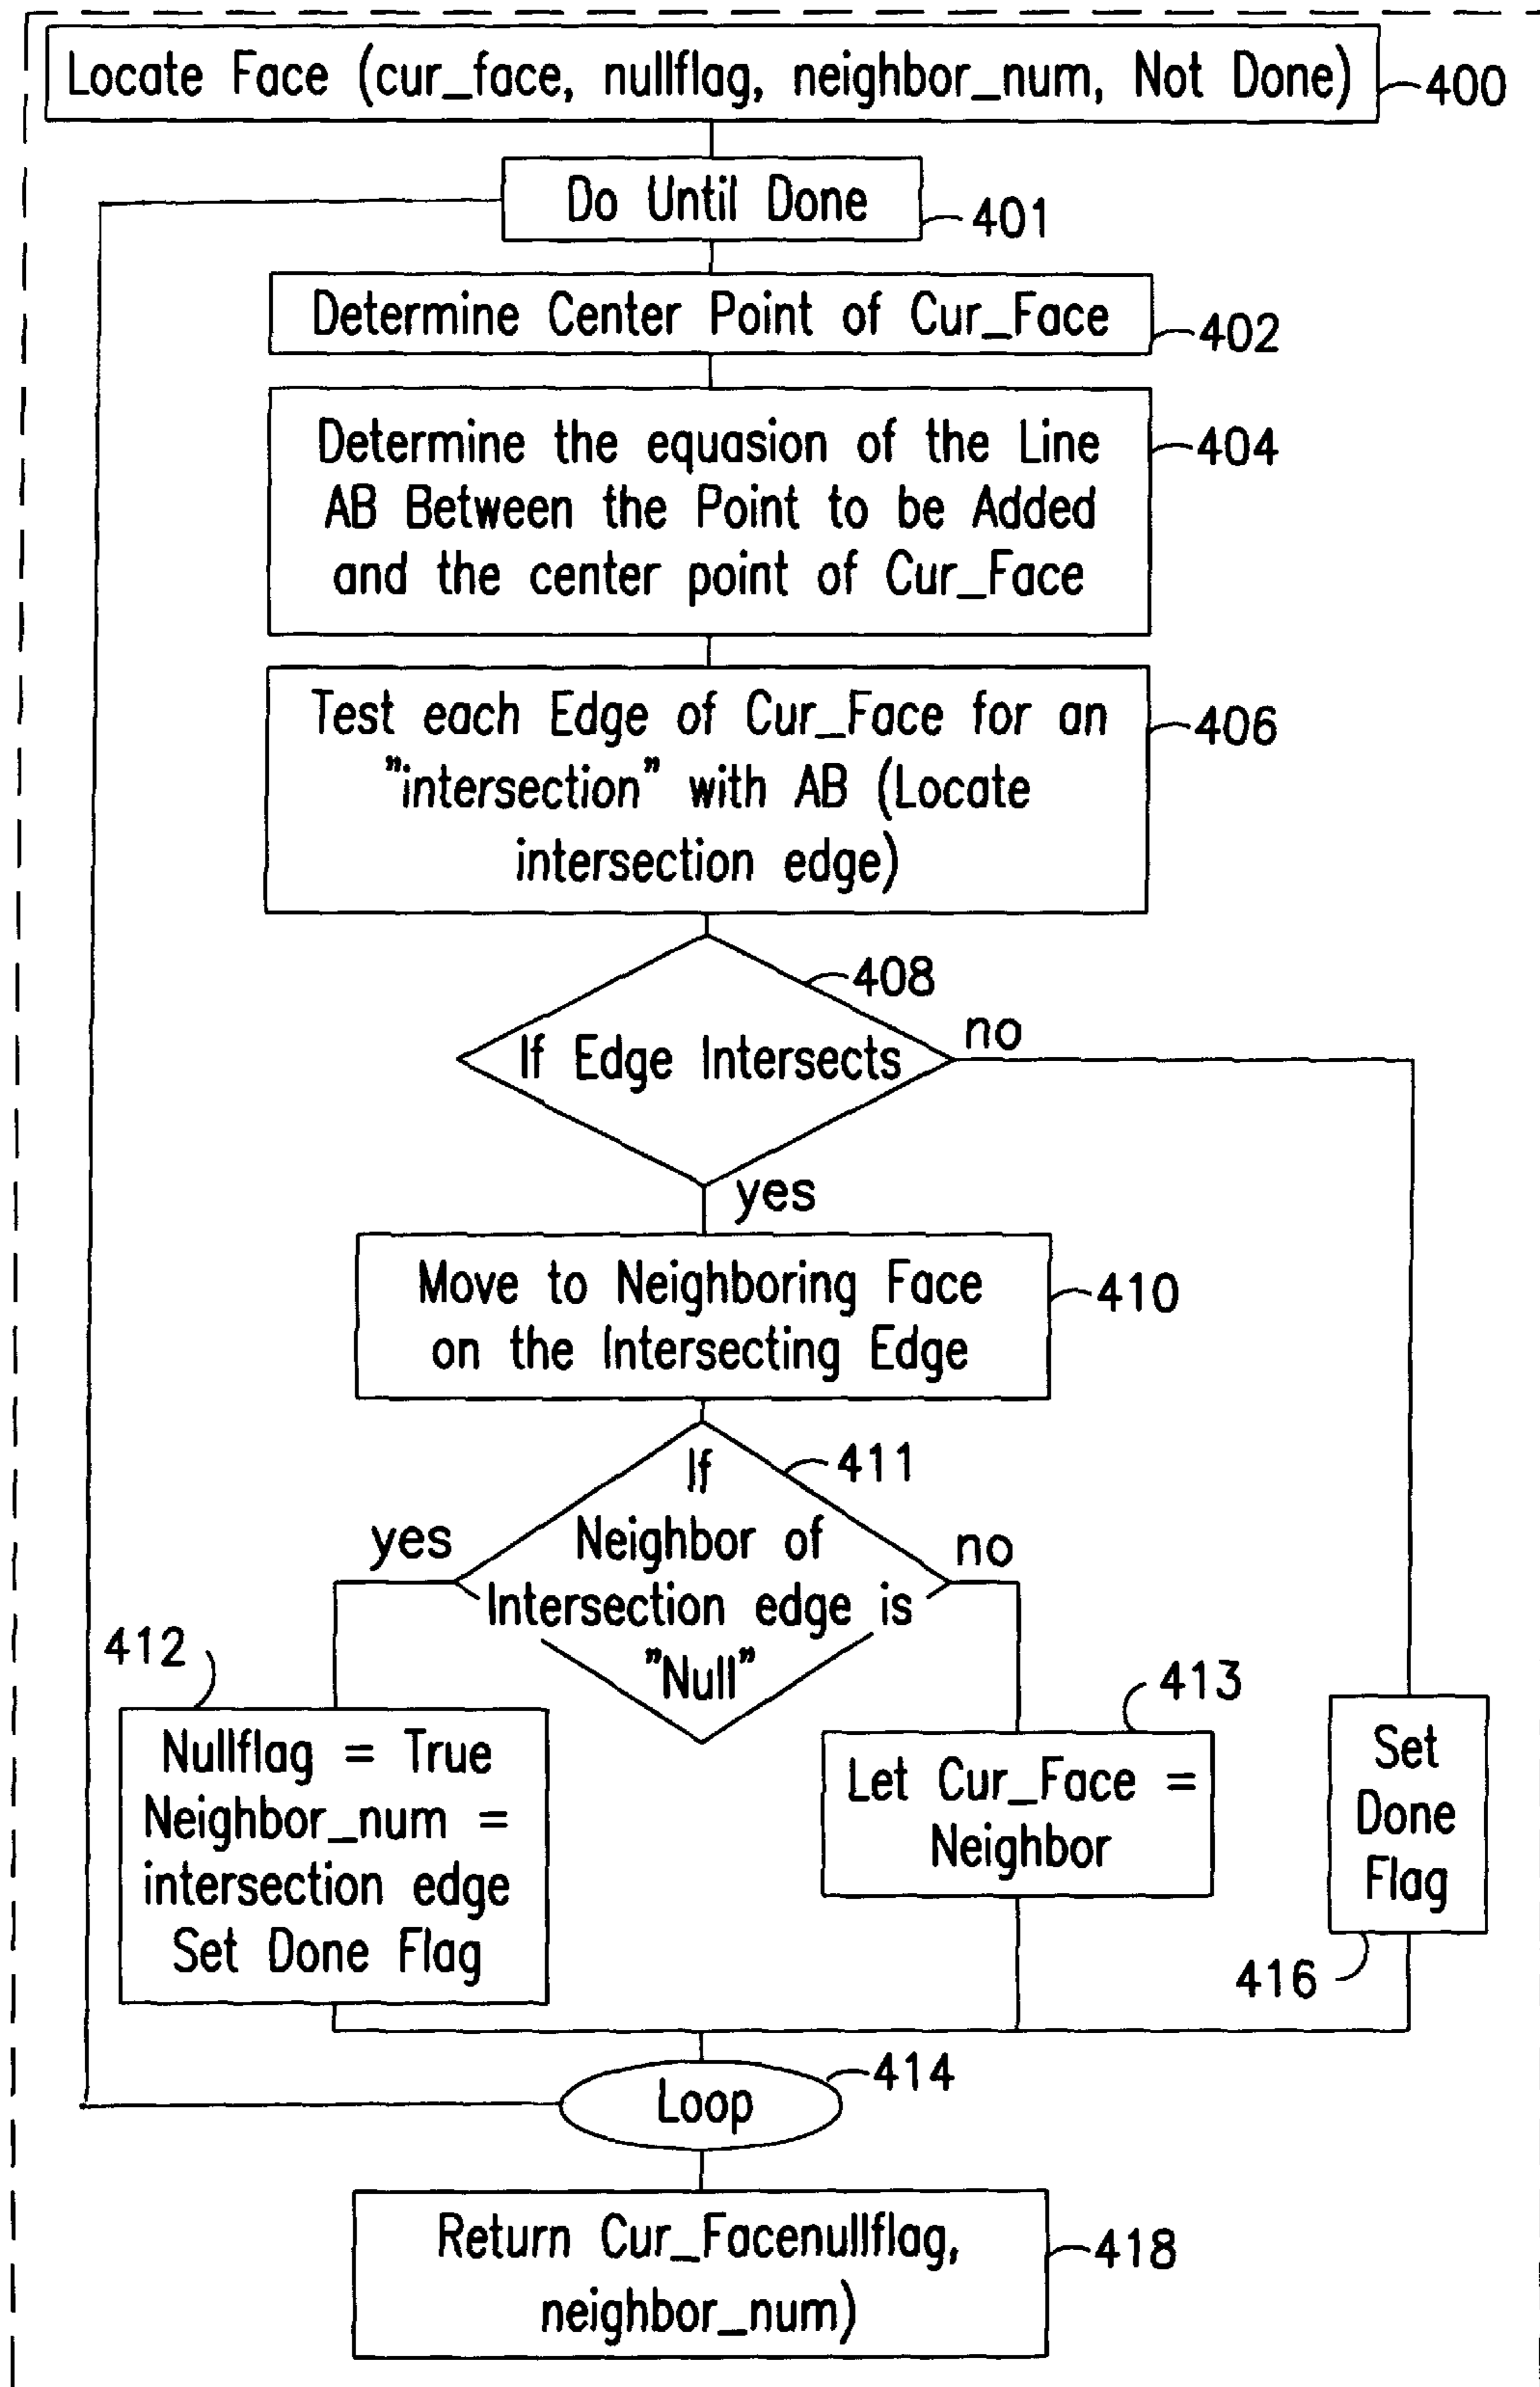 Locate Face (cur_face, nullflag, neighbor_num, Not Done)
400
Do Until Done
401
Determine Center Point of Cur_Face
402
Determine the equasion of the Line
AB Between the Point to be Added
and the center point of Cur_Face
404
Test each Edge of Cur_Face for an
"intersection" with AB (Locate
intersection edge)
406
408
If Edge Intersects
no
yes
Move to Neighboring Face
on the Intersecting Edge
410
If
Neighbor of
Intersection edge is
"Null"
411
yes
no
412
Nullflag = True
Neighbor_num =
intersection edge
Set Done Flag
413
Let Cur_Face =
Neighbor
Set
Done
Flag
416
Loop
414
Return Cur_Facenullflag,
neighbor_num)
418